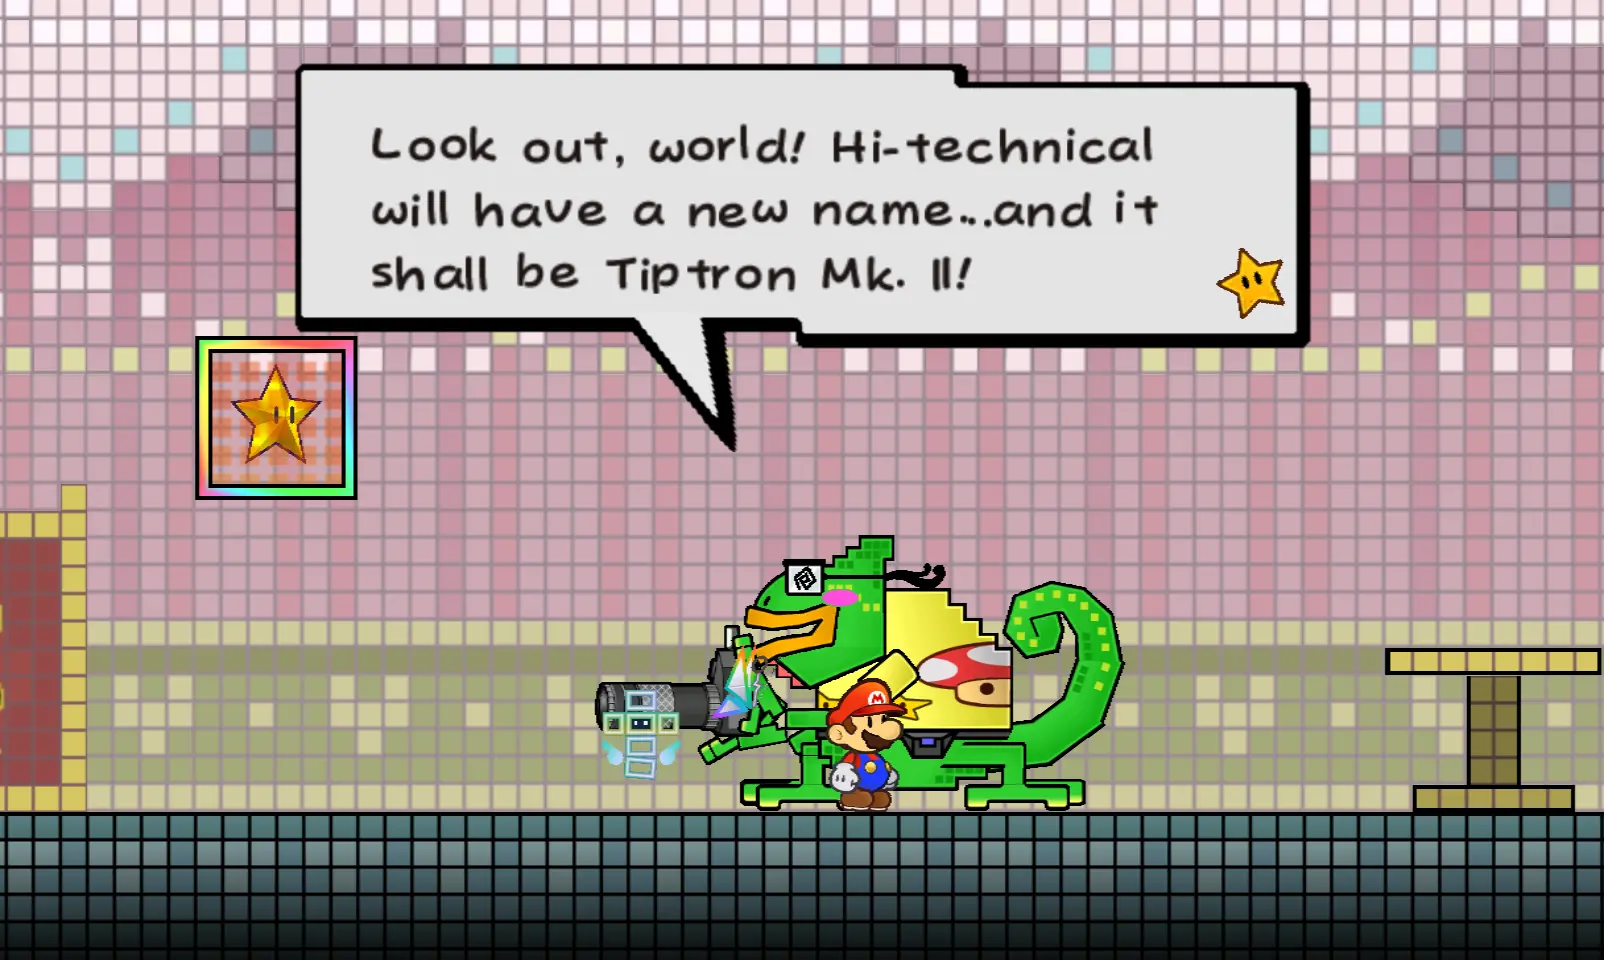 Look out, world! Hi-technical
will have a new name...and it
shall be Tiptron Mk. II!
M